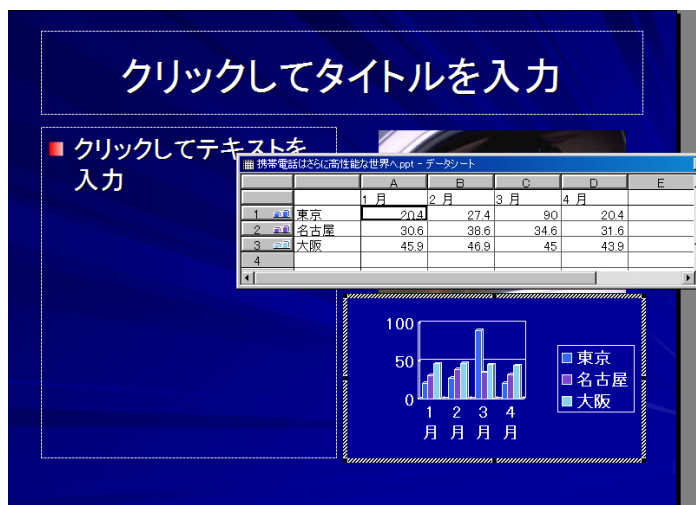 クリックしてタイトルを入力
クリックしてテキストを
入力
携帯電話はさらに高性能な世界へ.ppt - データシート
A B C D E
1 月 2 月 3 月 4 月
1 東京 20.4 27.4 90 20.4
2 名古屋 30.6 38.6 34.6 31.6
3 大阪 45.9 46.9 45 43.9
4
100
50
0
1 2 3 4
月 月 月 月
東京
名古屋
大阪